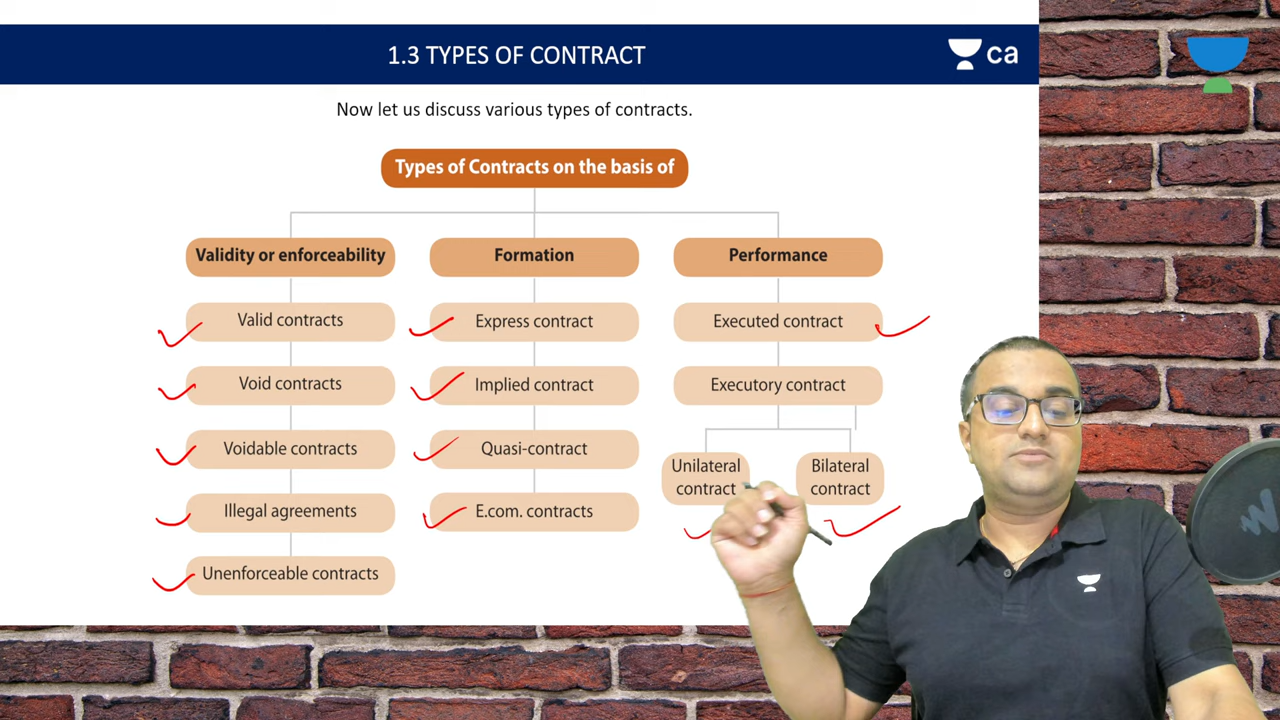 1.3 TYPES OF CONTRACT
ca
Now let us discuss various types of contracts.
Types of Contracts on the basis of
Validity or enforceability
Valid contracts
Void contracts
Voidable contracts
Illegal agreements
Unenforceable contracts
Formation
Express contract
Implied contract
Quasi-contract
E.com. contracts
Performance
Executed contract
Executory contract
Unilateral
contract
Bilateral
contract